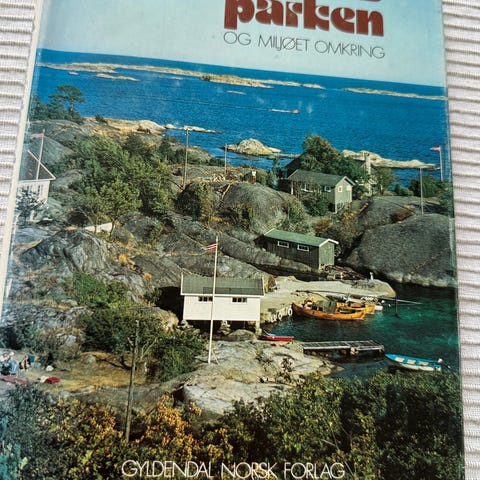 parken
OG MILJØET OMKRING
GYLDENDAL NORSK FORLAG